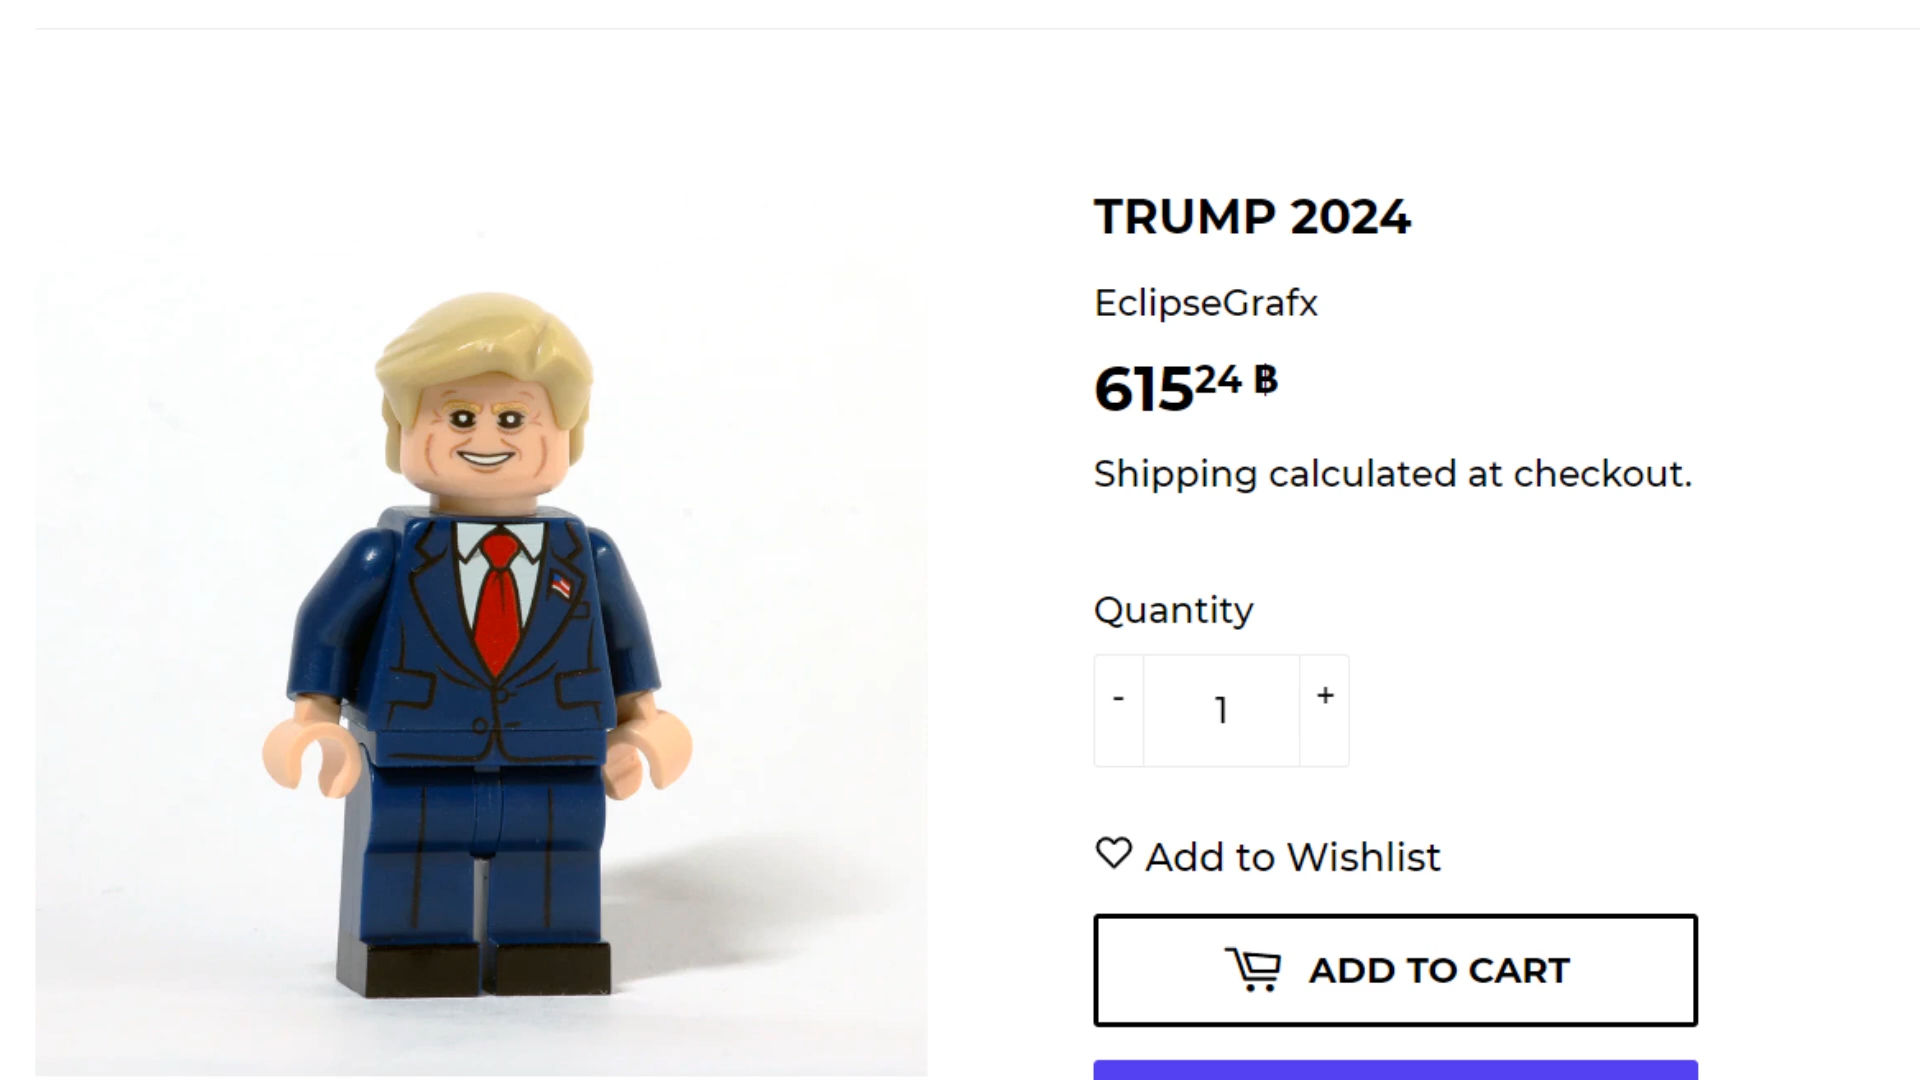 TRUMP 2024
EclipseGrafx
61524 ฿
Shipping calculated at checkout.
Quantity
- 1 +
Add to Wishlist
ADD TO CART